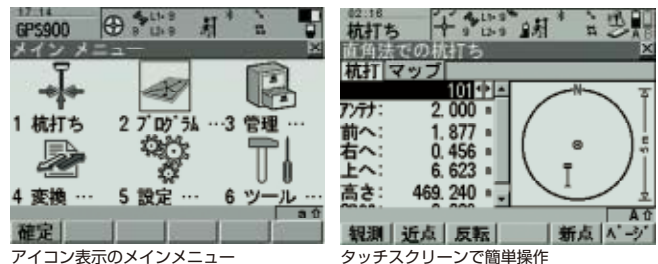 17:14
GPS900
L1: 9
9 L2: 9
メイン メニュー
1 杭打ち
2 プログラム …
3 管理 …
4 変換 …
5 設定 …
6 ツール …
a
確定
アイコン表示のメインメニュー
02:16
杭打ち
9 L2: 9
直角法での杭打ち
杭打 マップ
101
アンテナ: 2.000 m
前へ: 1.877 m
右へ: 0.456 m
上へ: 6.623 m
高さ: 469.240 m
N
5 m
A
観測 近点 反転 新点 ページ
タッチスクリーンで簡単操作